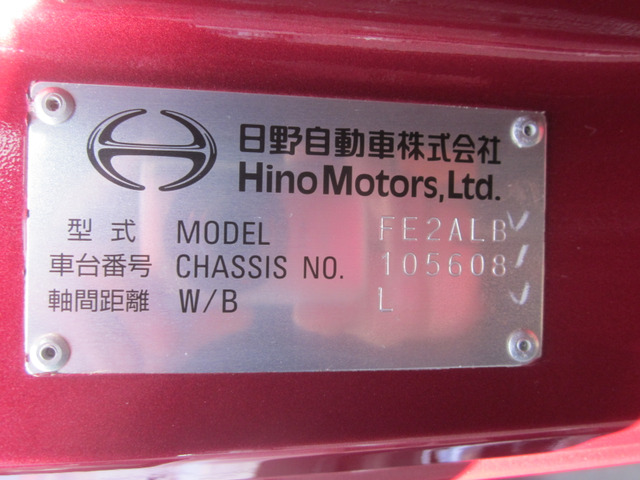 日野自動車株式会社
Hino Motors, Ltd.
型式 MODEL FE2ALB
車台番号 CHASSIS NO. 105608
軸間距離 W/B L